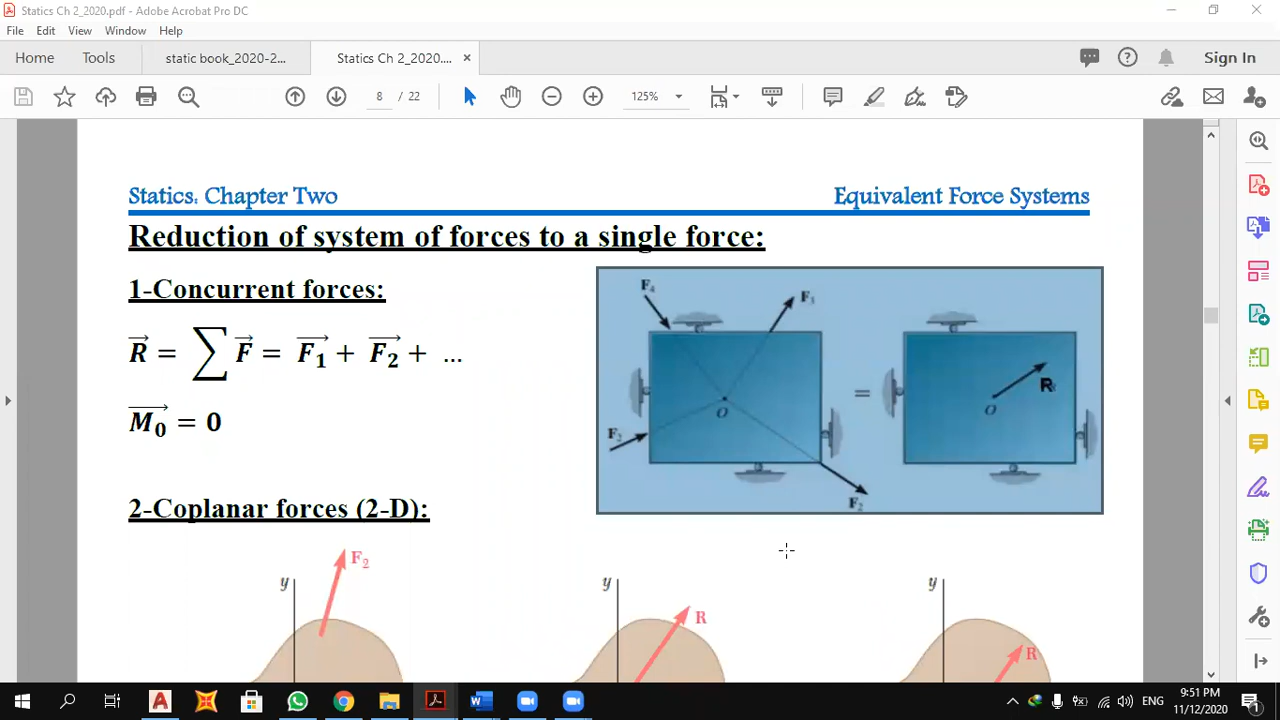 Statics Ch 2_2020.pdf - Adobe Acrobat Pro DC
File Edit View Window Help
Home Tools static book_2020-2... Statics Ch 2_2020.... × Sign In
8 / 22 125%
Statics: Chapter Two Equivalent Force Systems
Reduction of system of forces to a single force:
1-Concurrent forces:
R = ∑ F = F₁ + F₂ + ...
M₀ = 0
F₄ F₃
O
F₂
F₂
=
R
O
2-Coplanar forces (2-D):
F₂
y
R
y
R
y
ENG
9:51 PM
11/12/2020
1